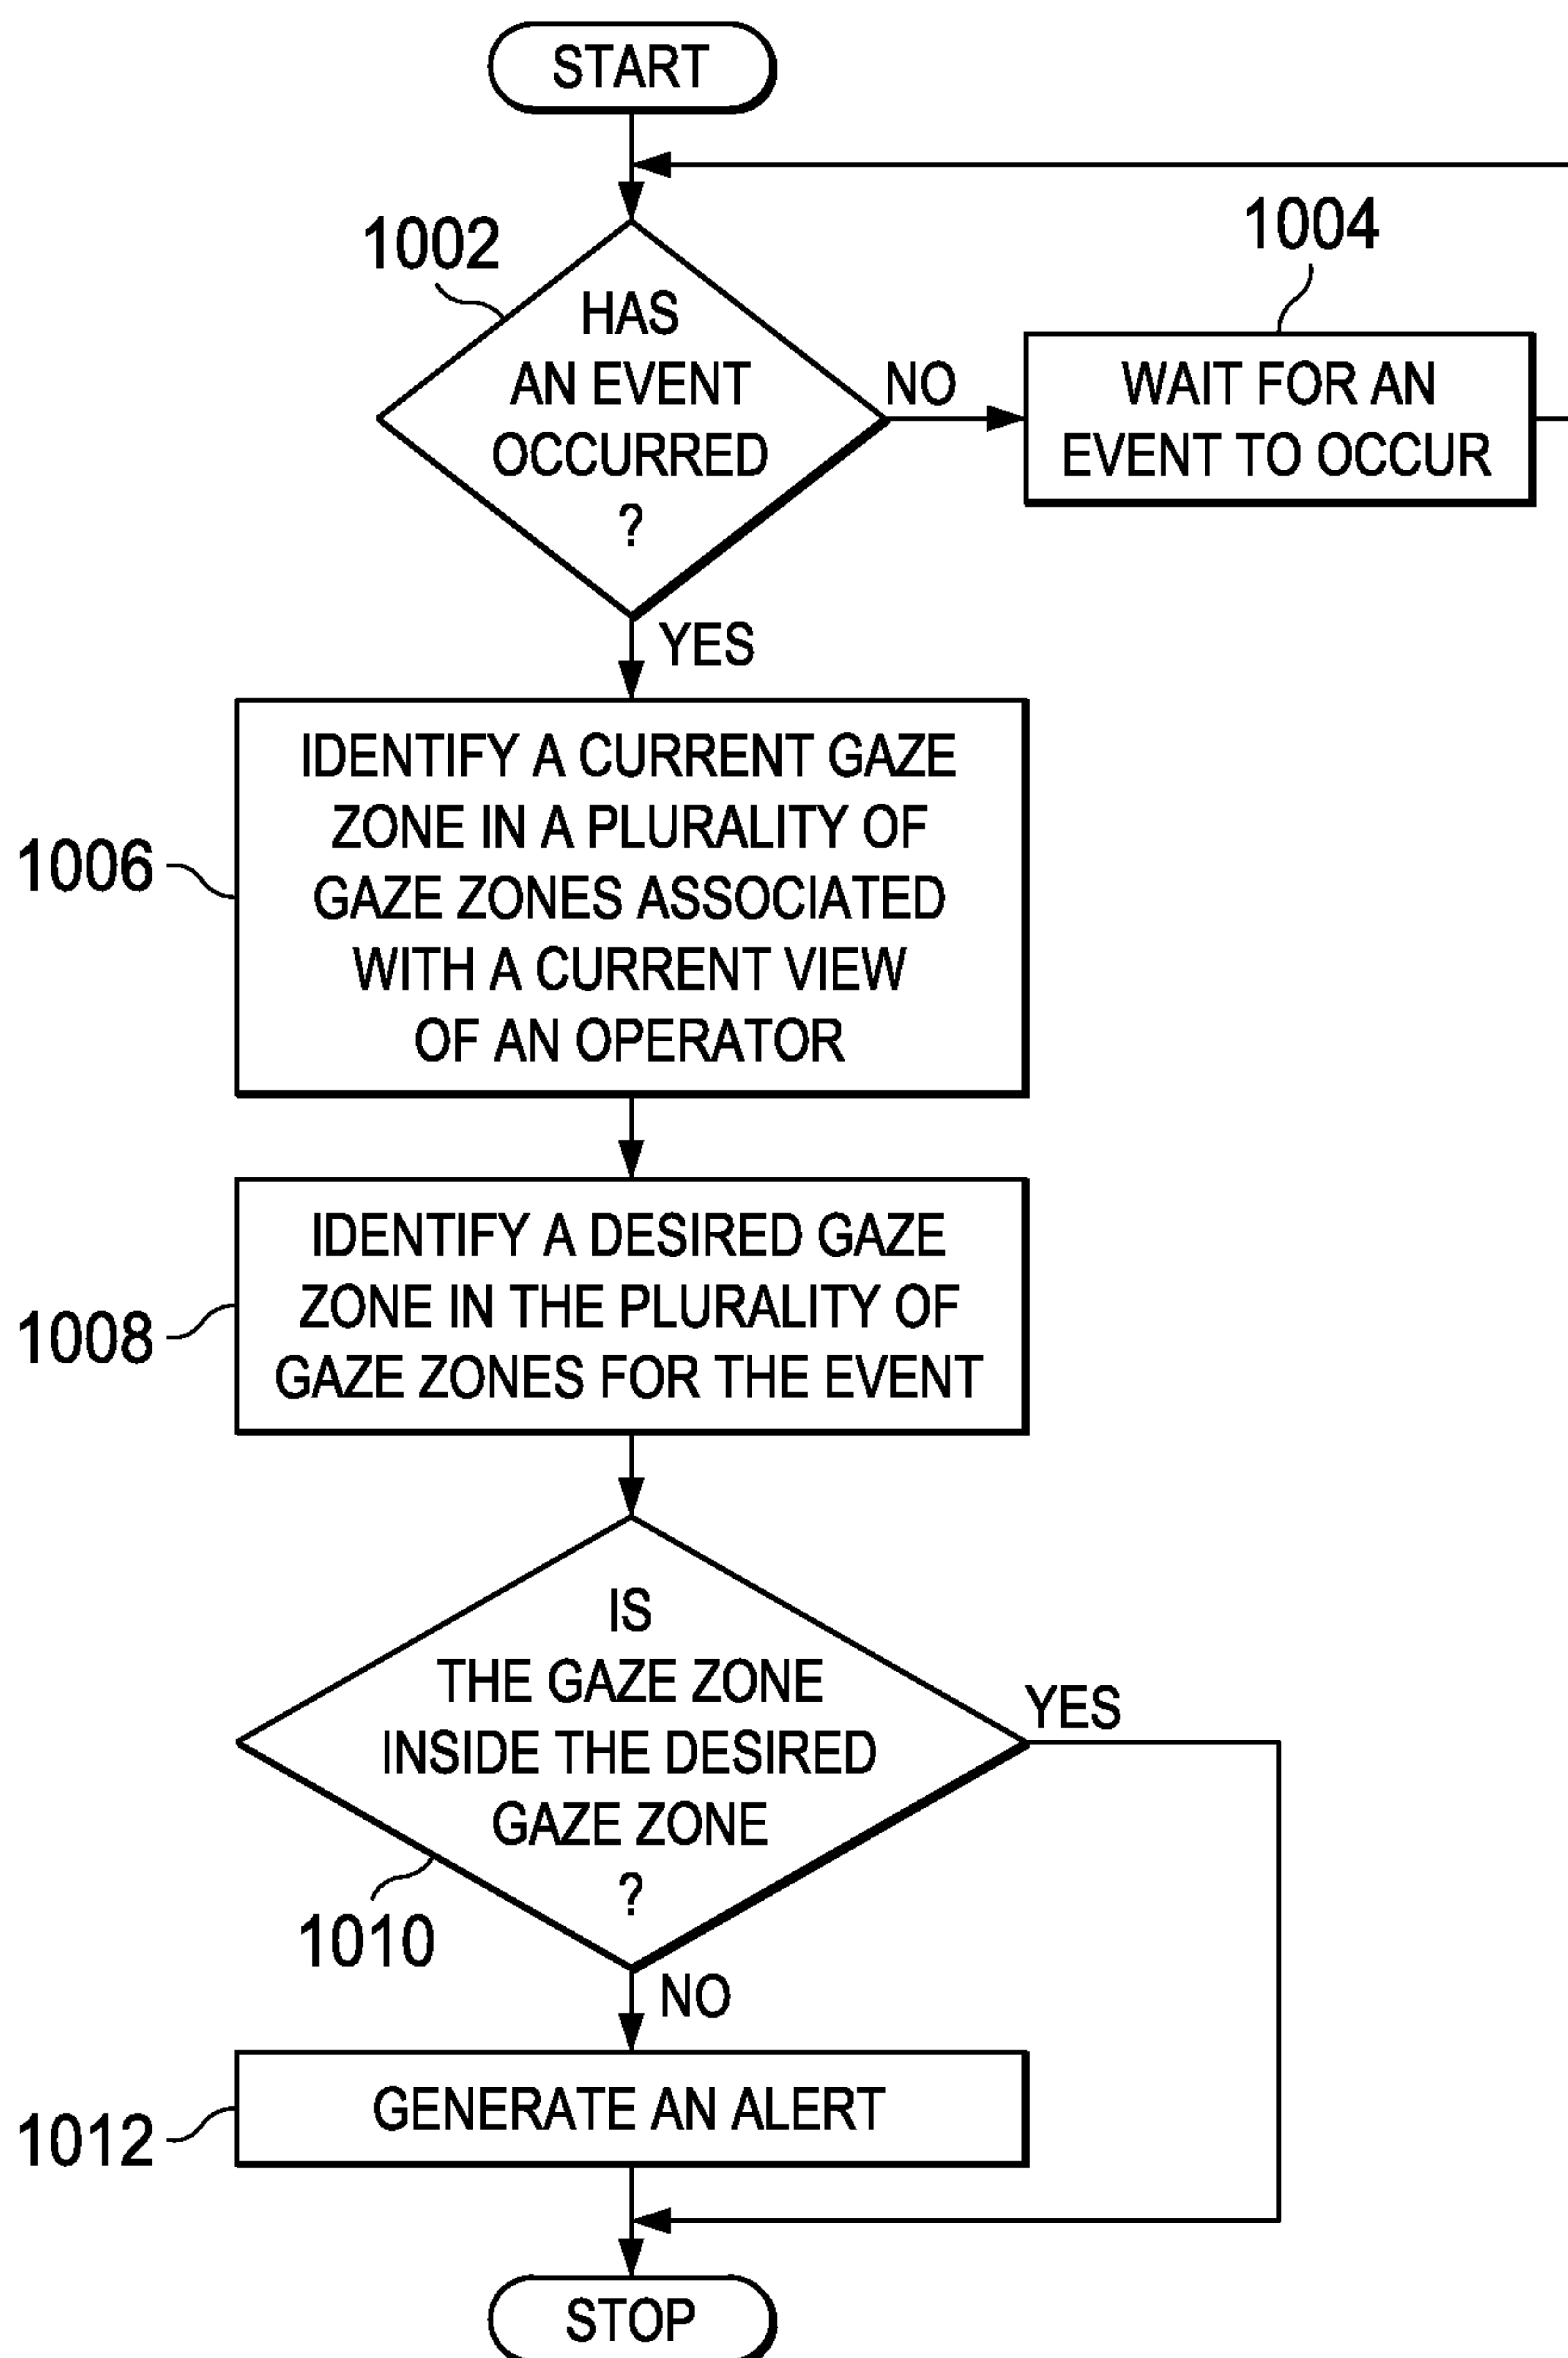 START
1002
HAS
AN EVENT
OCCURRED
?
NO
1004
WAIT FOR AN
EVENT TO OCCUR
YES
1006
IDENTIFY A CURRENT GAZE
ZONE IN A PLURALITY OF
GAZE ZONES ASSOCIATED
WITH A CURRENT VIEW
OF AN OPERATOR
1008
IDENTIFY A DESIRED GAZE
ZONE IN THE PLURALITY OF
GAZE ZONES FOR THE EVENT
IS
THE GAZE ZONE
INSIDE THE DESIRED
GAZE ZONE
?
YES
1010
NO
1012
GENERATE AN ALERT
STOP